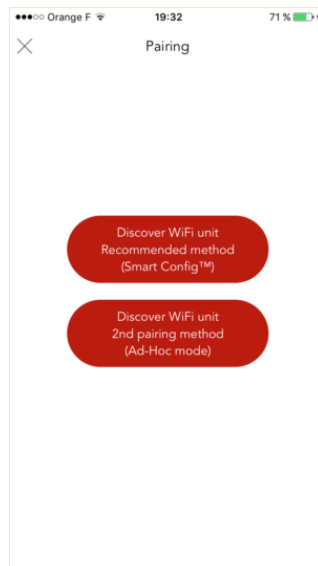 Orange F 19:32 71 %
Pairing
Discover WiFi unit
Recommended method
(Smart Config™)
Discover WiFi unit
2nd pairing method
(Ad-Hoc mode)